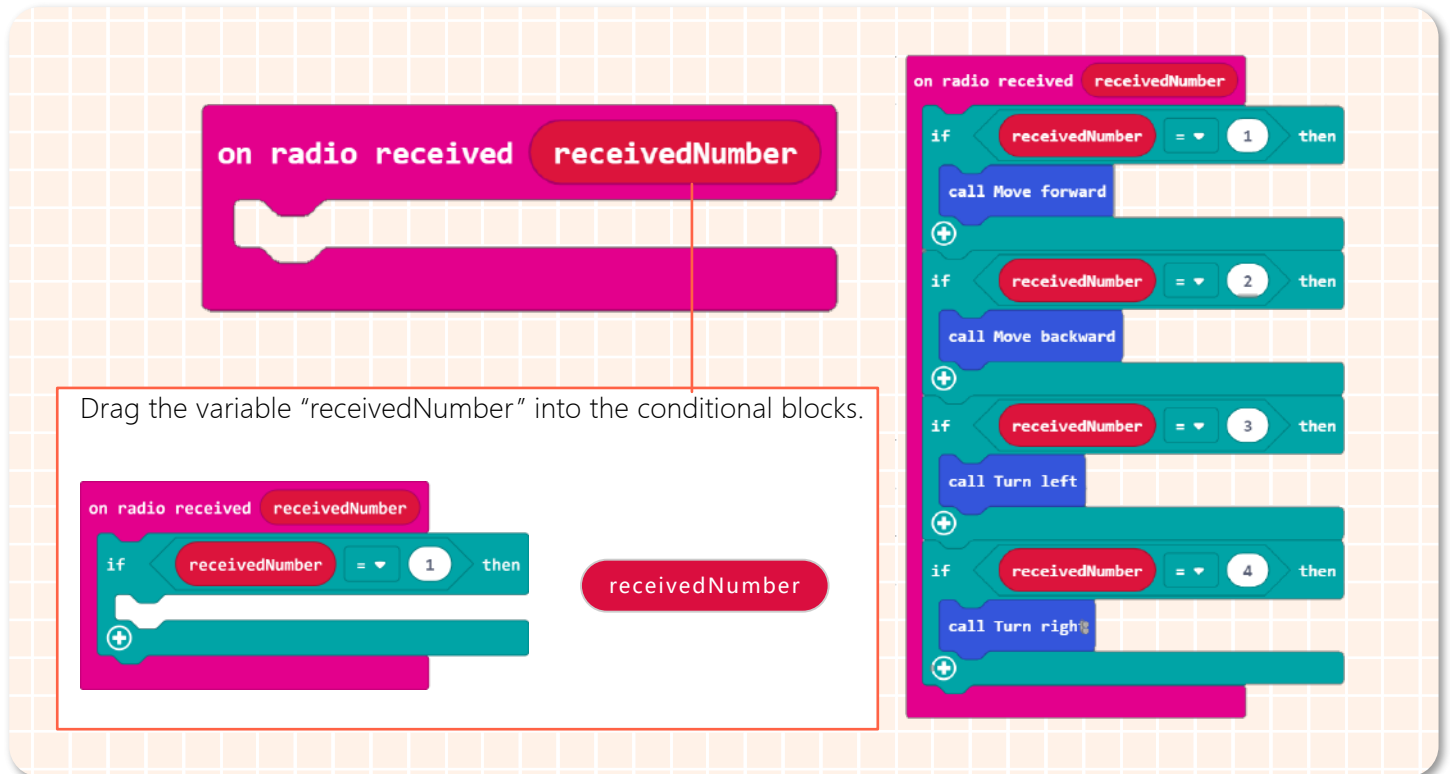 on radio received receivedNumber
Drag the variable “receivedNumber” into the conditional blocks.
on radio received receivedNumber
if receivedNumber = 1 then
receivedNumber
on radio received receivedNumber
if receivedNumber = 1 then
call Move forward
if receivedNumber = 2 then
call Move backward
if receivedNumber = 3 then
call Turn left
if receivedNumber = 4 then
call Turn right